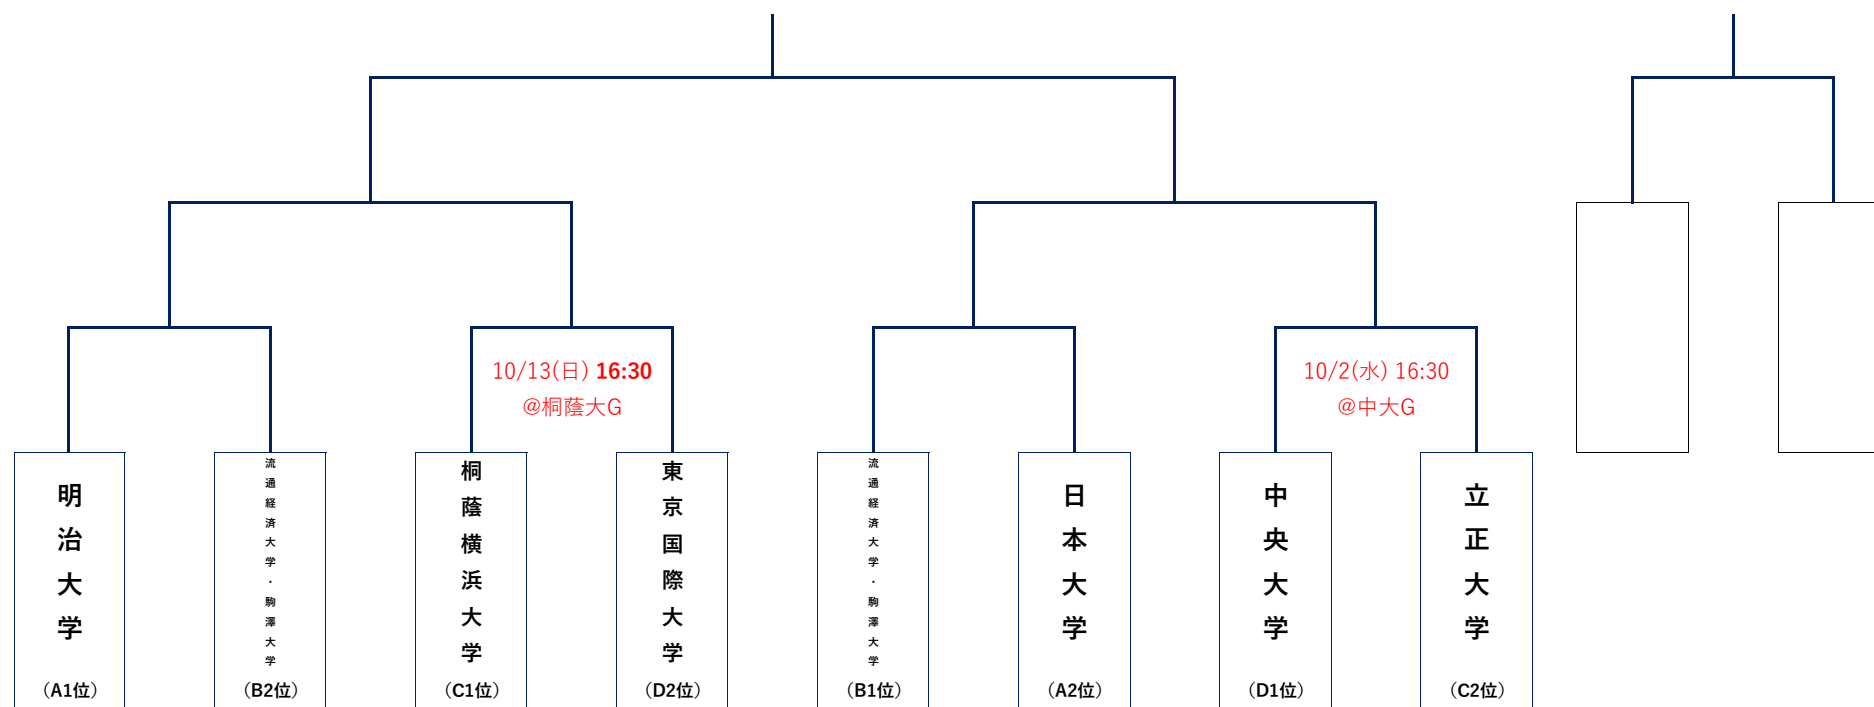 10/13(日) 16:30
@桐蔭大G
10/2(水) 16:30
@中大G
明治大学
(A1位)
流通経済大学・駒澤大学
(B2位)
桐蔭横浜大学
(C1位)
東京国際大学
(D2位)
流通経済大学・駒澤大学
(B1位)
日本大学
(A2位)
中央大学
(D1位)
立正大学
(C2位)